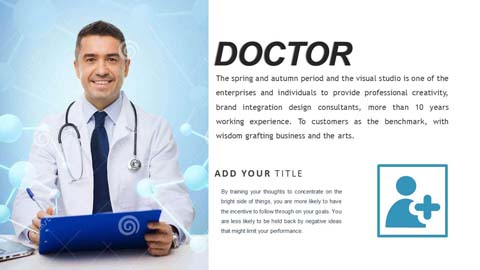 DOCTOR
The spring and autumn period and the visual studio is one of the
enterprises and individuals to provide professional creativity,
brand integration design consultants, more than 10 years
working experience. To customers as the benchmark, with
wisdom grafting business and the arts.
ADD YOUR TITLE
By training your thoughts to concentrate on the
bright side of things, you are more likely to have
the incentive to follow through on your goals. You
are less likely to be held back by negative ideas
that might limit your performance.